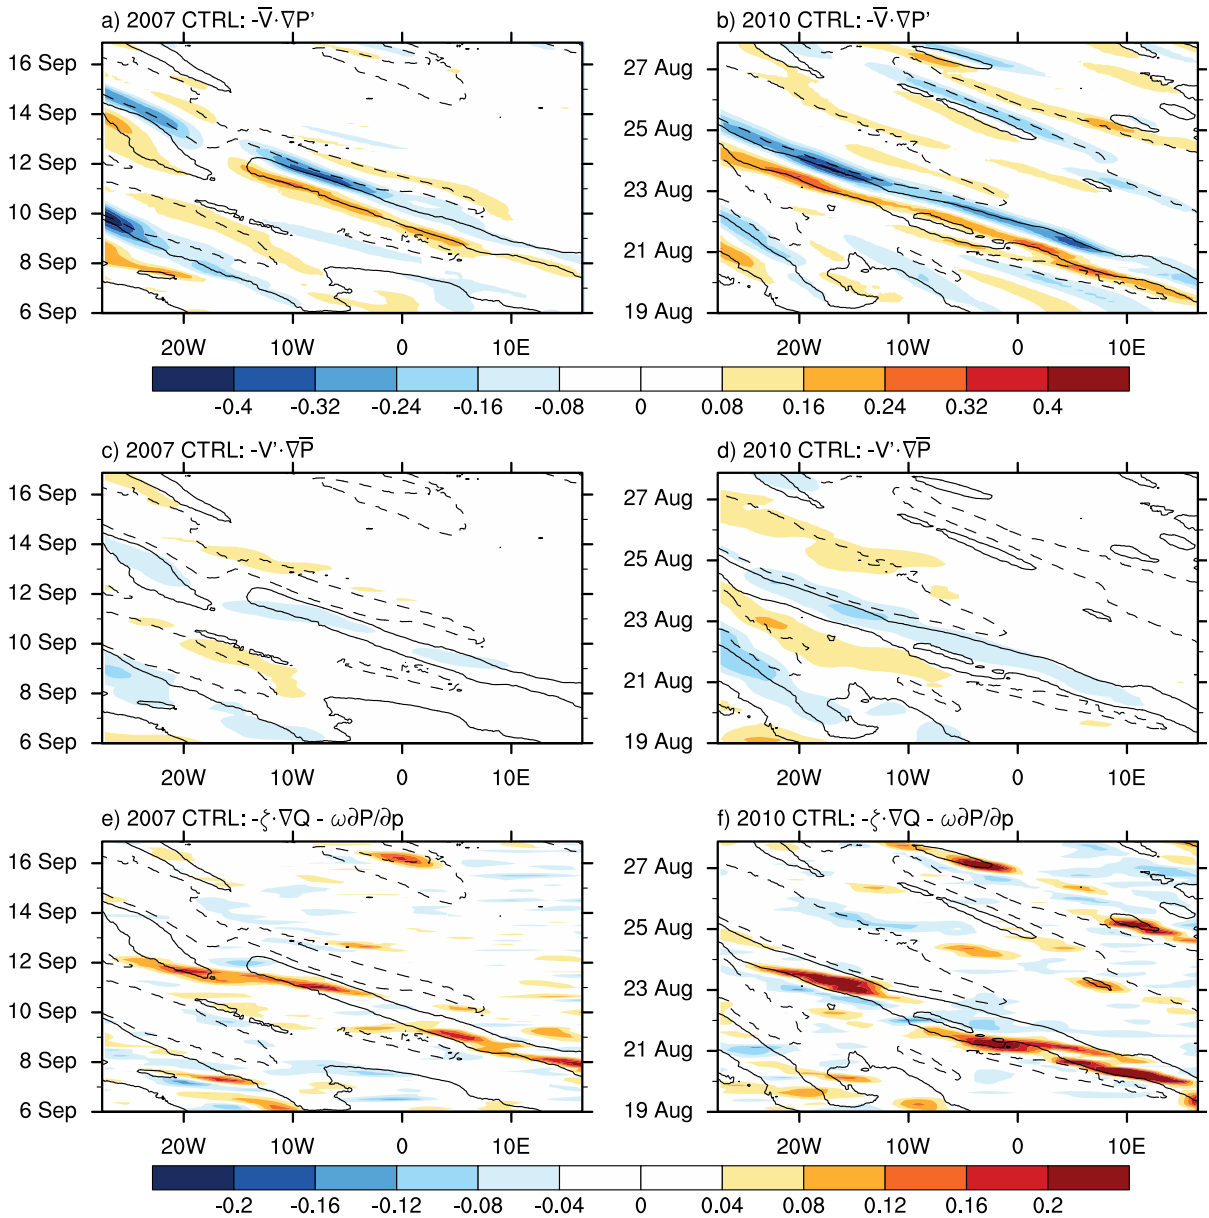 a) 2007 CTRL: -V̅·∇P'
b) 2010 CTRL: -V̅·∇P'
16 Sep
14 Sep
12 Sep
10 Sep
8 Sep
6 Sep
27 Aug
25 Aug
23 Aug
21 Aug
19 Aug
20W 10W 0 10E
20W 10W 0 10E
-0.4 -0.32 -0.24 -0.16 -0.08 0 0.08 0.16 0.24 0.32 0.4
c) 2007 CTRL: -V'·∇P̅
d) 2010 CTRL: -V'·∇P̅
16 Sep
14 Sep
12 Sep
10 Sep
8 Sep
6 Sep
27 Aug
25 Aug
23 Aug
21 Aug
19 Aug
20W 10W 0 10E
20W 10W 0 10E
e) 2007 CTRL: -ζ·∇Q - ω∂P/∂p
f) 2010 CTRL: -ζ·∇Q - ω∂P/∂p
16 Sep
14 Sep
12 Sep
10 Sep
8 Sep
6 Sep
27 Aug
25 Aug
23 Aug
21 Aug
19 Aug
20W 10W 0 10E
20W 10W 0 10E
-0.2 -0.16 -0.12 -0.08 -0.04 0 0.04 0.08 0.12 0.16 0.2